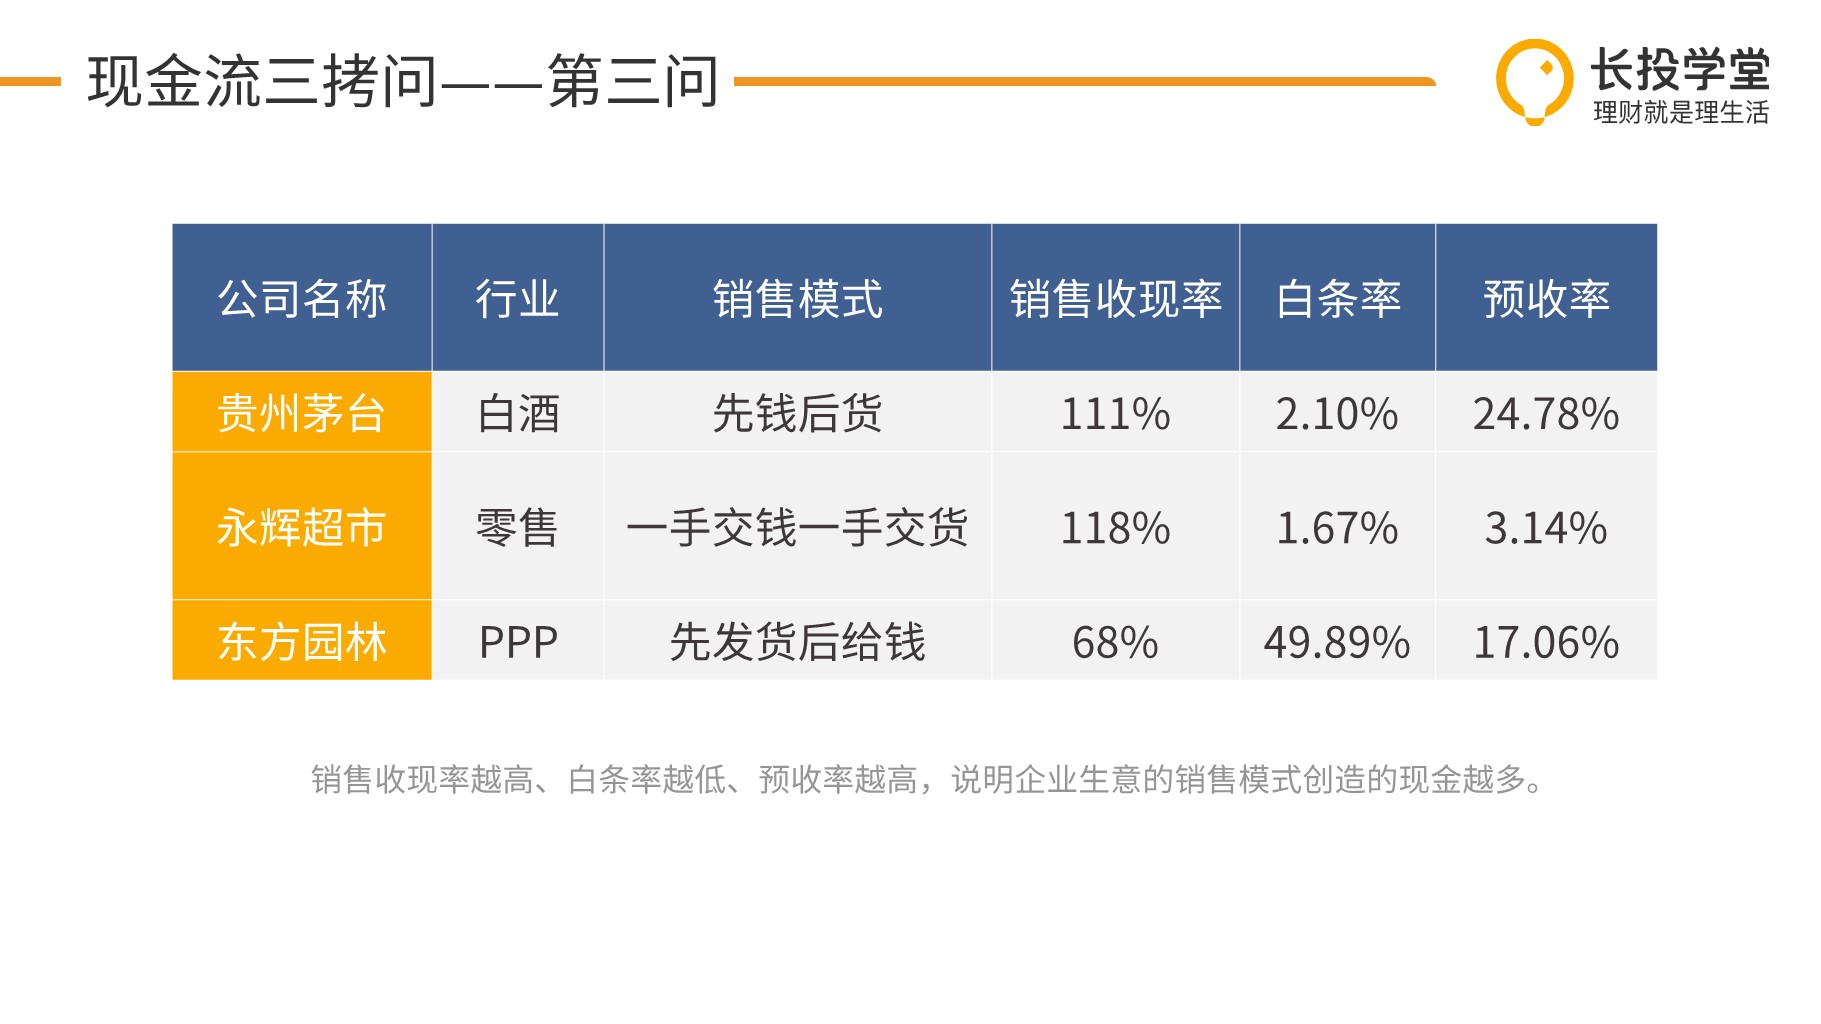 现金流三拷问——第三问
长投学堂
理财就是理生活
公司名称 行业 销售模式 销售收现率 白条率 预收率
贵州茅台 白酒 先钱后货 111% 2.10% 24.78%
永辉超市 零售 一手交钱一手交货 118% 1.67% 3.14%
东方园林 PPP 先发货后给钱 68% 49.89% 17.06%
销售收现率越高、白条率越低、预收率越高，说明企业生意的销售模式创造的现金越多。